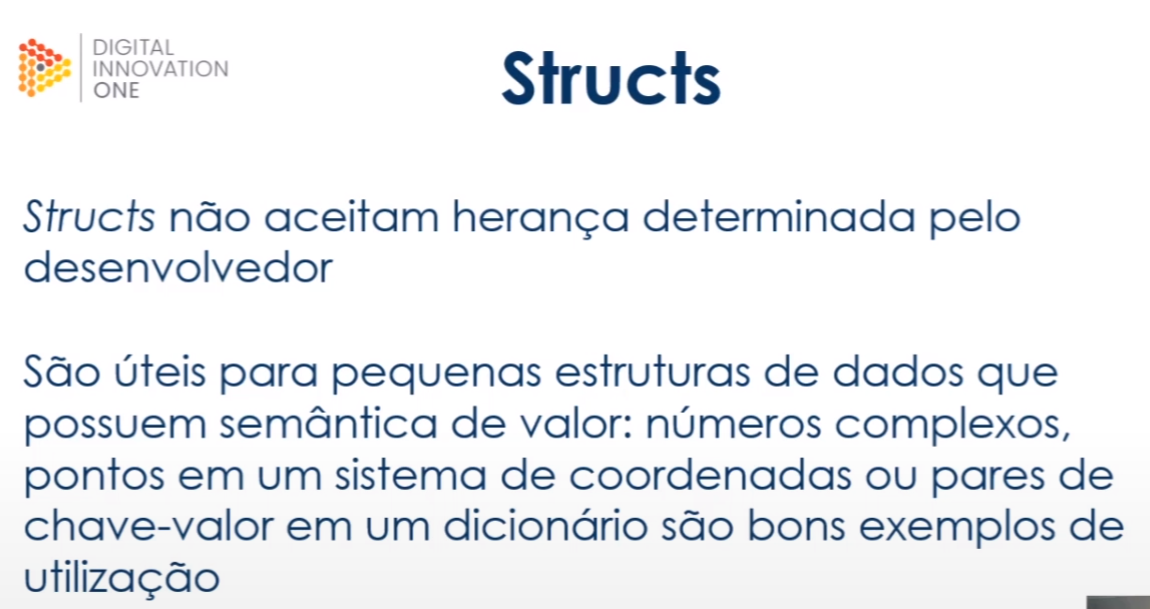 DIGITAL
INNOVATION
ONE
Structs
Structs não aceitam herança determinada pelo
desenvolvedor
São úteis para pequenas estruturas de dados que
possuem semântica de valor: números complexos,
pontos em um sistema de coordenadas ou pares de
chave-valor em um dicionário são bons exemplos de
utilização